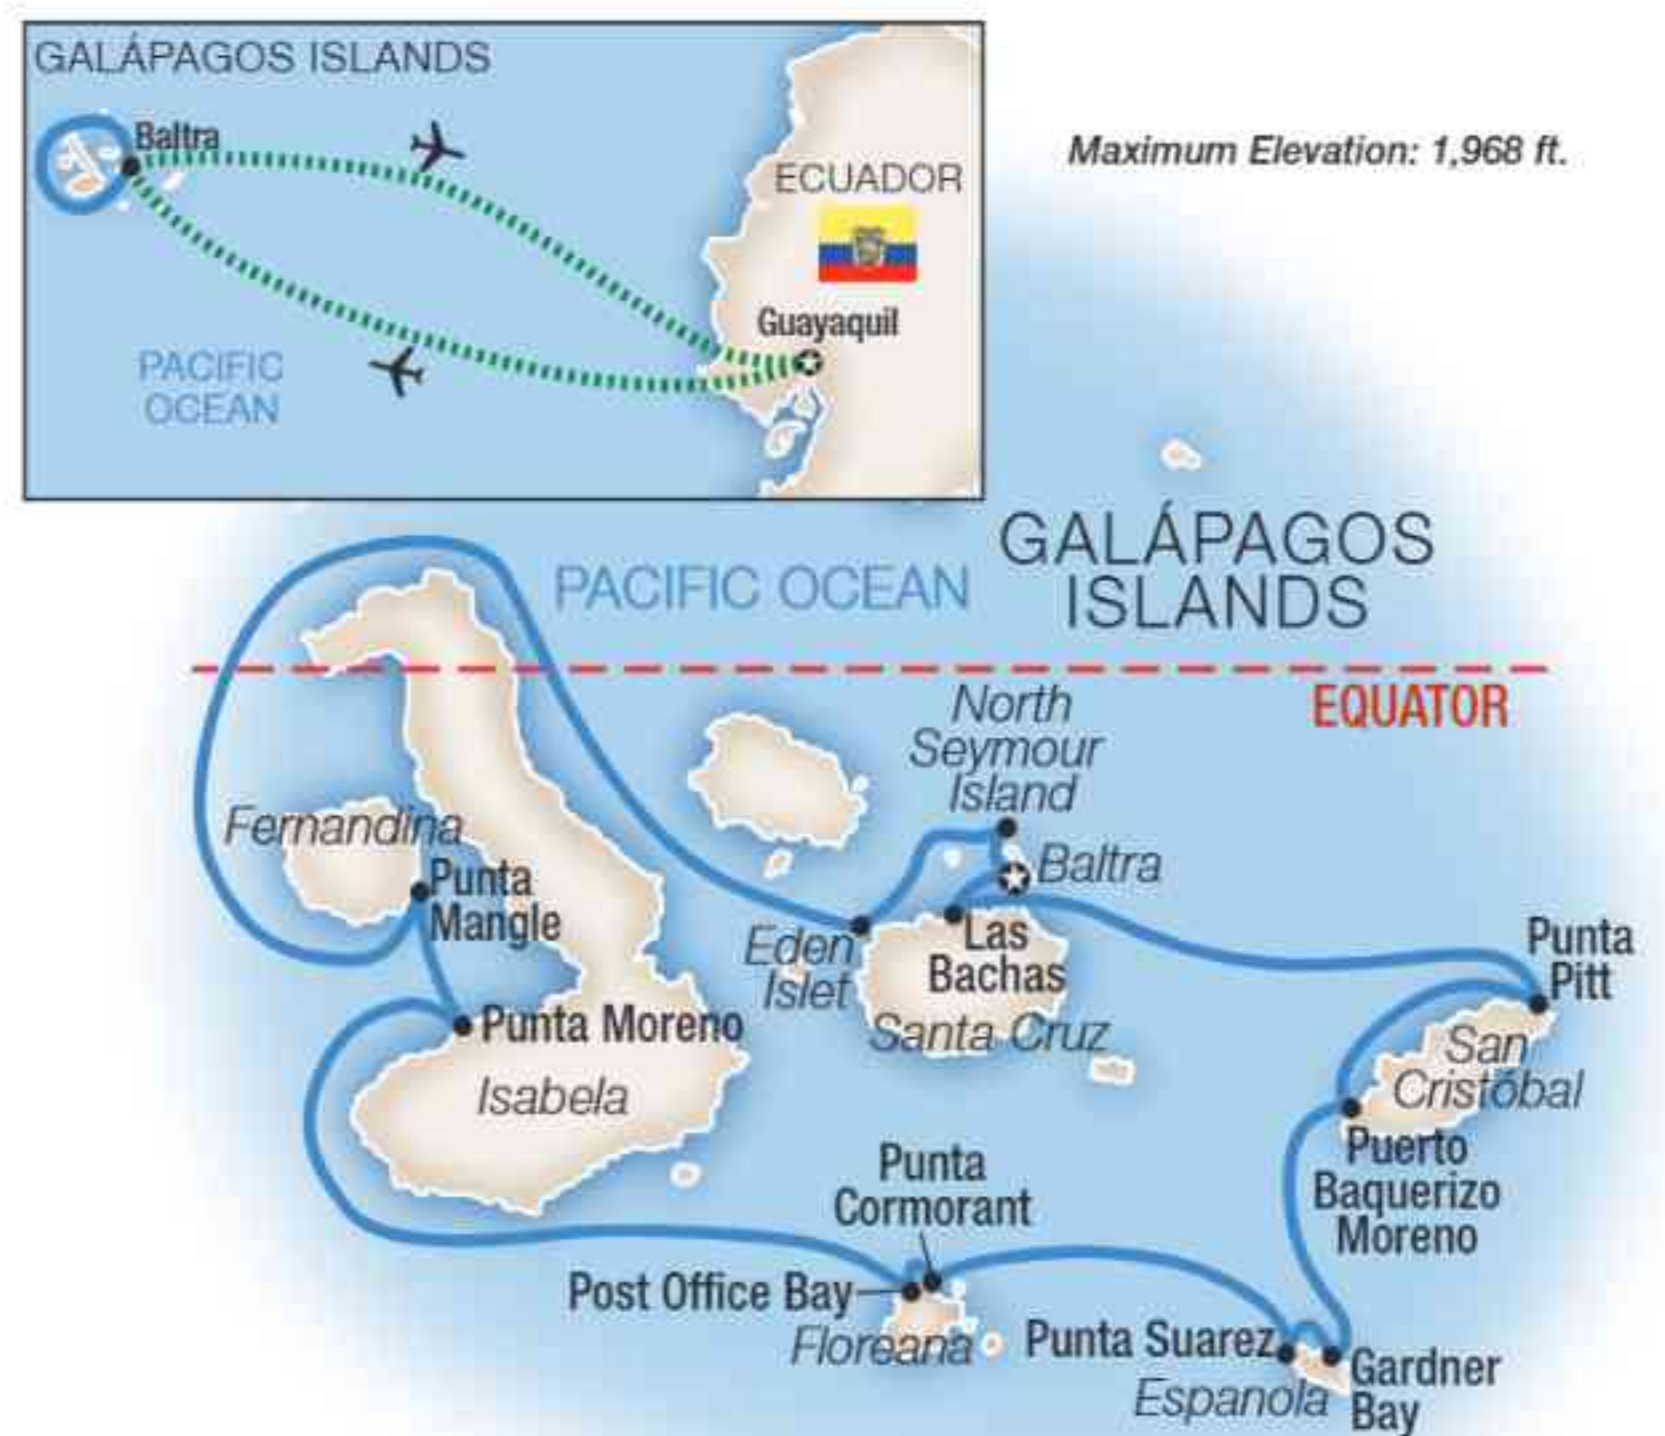 GALÁPAGOS ISLANDS
Baltra
ECUADOR
Guayaquil
PACIFIC
OCEAN
Maximum Elevation: 1,968 ft.
GALÁPAGOS
ISLANDS
PACIFIC OCEAN
EQUATOR
North
Seymour
Island
Fernandina
Baltra
Punta
Mangle
Eden
Islet
Las
Bachas
Punta
Pitt
Punta Moreno
Santa Cruz
San
Cristóbal
Isabela
Puerto
Baquerizo
Moreno
Punta
Cormorant
Post Office Bay
Floreana
Punta Suarez
Gardner
Bay
Espanola